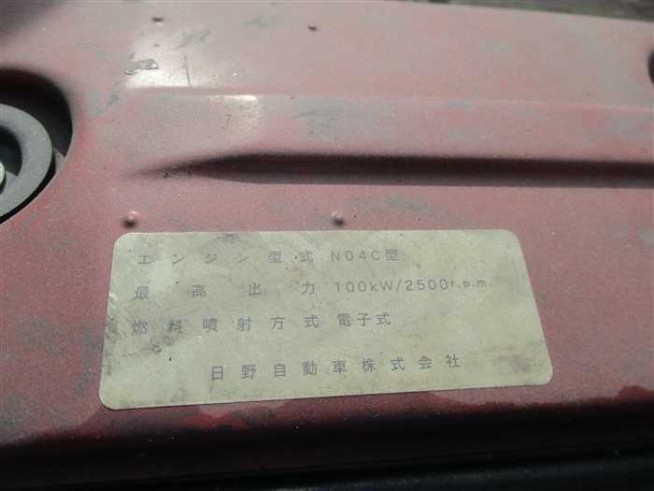 エンジン型式 N04C型
最高出力 100kW/2500r.p.m.
燃料噴射方式 電子式
日野自動車株式会社